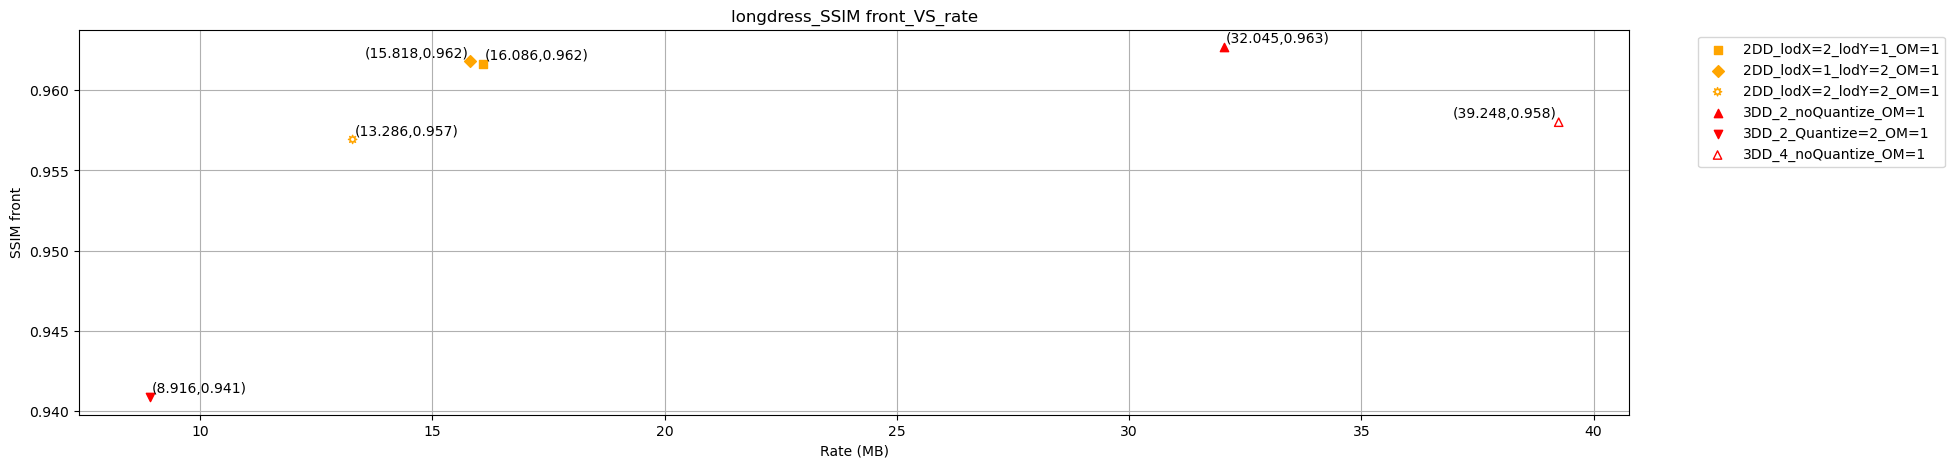 longdress_SSIM front_VS_rate
(15.818,0.962)
(16.086,0.962)
(32.045,0.963)
(13.286,0.957)
(39.248,0.958)
(8.916,0.941)
SSIM front
0.960
0.955
0.950
0.945
0.940
10
15
20
25
30
35
40
Rate (MB)
2DD_lodX=2_lodY=1_OM=1
2DD_lodX=1_lodY=2_OM=1
2DD_lodX=2_lodY=2_OM=1
3DD_2_noQuantize_OM=1
3DD_2_Quantize=2_OM=1
3DD_4_noQuantize_OM=1